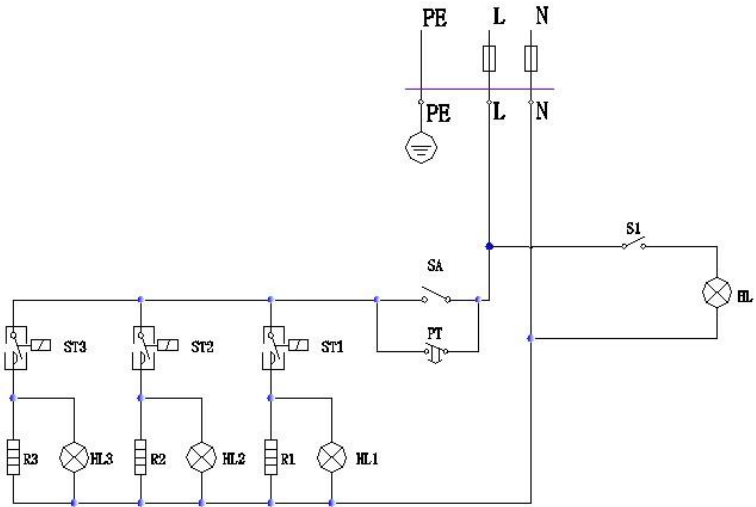 PE L N
PE L N
S1
SA
HL
PT
ST3 ST2 ST1
R3 HL3 R2 HL2 R1 HL1